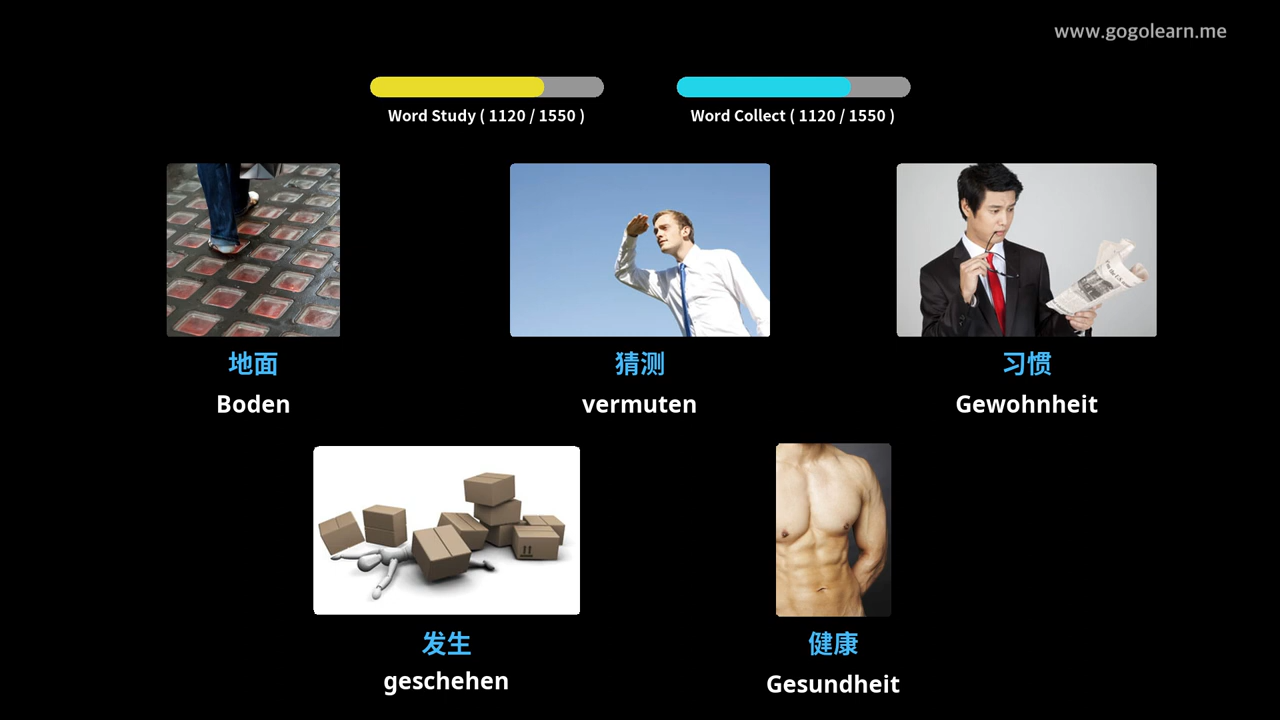 www.gogolearn.me
Word Study ( 1120 / 1550 )
Word Collect ( 1120 / 1550 )
地面
Boden
猜测
vermuten
习惯
Gewohnheit
发生
geschehen
健康
Gesundheit